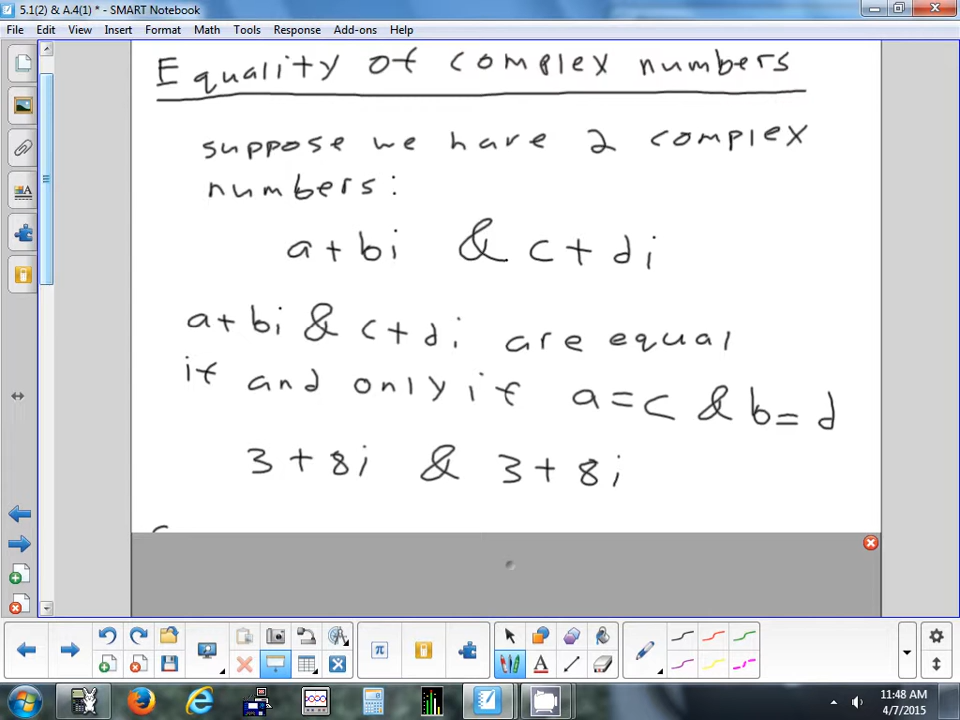 5.1(2) & A.4(1) * - SMART Notebook
File Edit View Insert Format Math Tools Response Add-ons Help
Equality of complex numbers
suppose we have 2 complex
numbers:
a+bi & c+di
a+bi & c+di are equal
if and only if a=c & b=d
3+8i & 3+8i
11:48 AM
4/7/2015